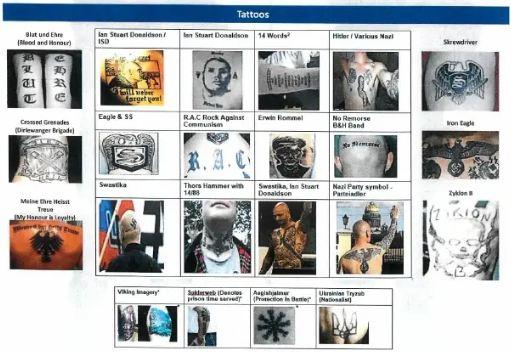 Tattoos
Blut und Ehre
(Blood and Honour)
Ian Stuart Donaldson /
ISD
Ian Stuart Donaldson
14 Words²
Hitler / Various Nazi
Skrewdriver
BLUT
EHRE
will never
forget you!
Crossed Grenades
(Dirlewanger Brigade)
Eagle & SS
R.A.C Rock Against
Communism
Erwin Rommel
No Remorse
B&H Band
Iron Eagle
R.A.C.
No Remorse
Meine Ehre Heisst
Treue
(My Honour is Loyalty)
Swastika
Thors Hammer with
14/88
Swastika, Ian Stuart
Donaldson
Nazi Party symbol -
Parteiadler
Zyklon B
ZYKLON
B
Viking Imagery*
Spiderweb (Denotes
prison time served)*
Aegishjalmer
(Protection in Battle)*
Ukrainian Tryzub
(Nationalist)